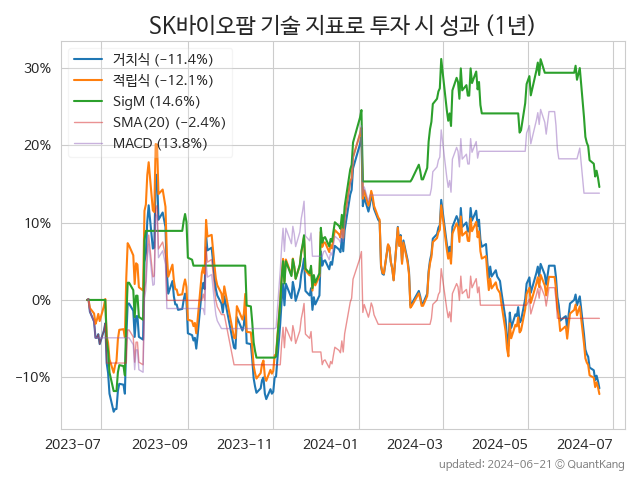 SK바이오팜 기술 지표로 투자 시 성과 (1년)
거치식 (−11.4%)
적립식 (−12.1%)
SigM (14.6%)
SMA(20) (−2.4%)
MACD (13.8%)
30%
20%
10%
0%
−10%
2023-07 2023-09 2023-11 2024-01 2024-03 2024-05 2024-07
updated: 2024-06-21 © QuantKang